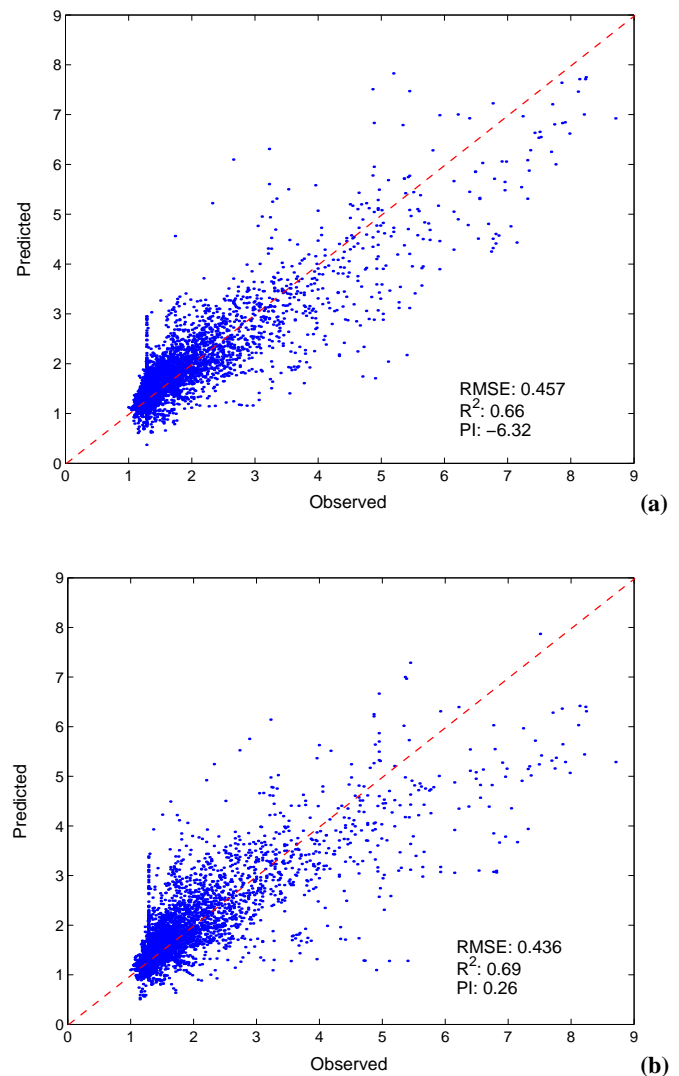 9
8
7
6
5
4
3
2
1
0
Predicted
RMSE: 0.457
R²: 0.66
PI: −6.32
0 1 2 3 4 5 6 7 8 9
Observed
(a)
9
8
7
6
5
4
3
2
1
0
Predicted
RMSE: 0.436
R²: 0.69
PI: 0.26
0 1 2 3 4 5 6 7 8 9
Observed
(b)